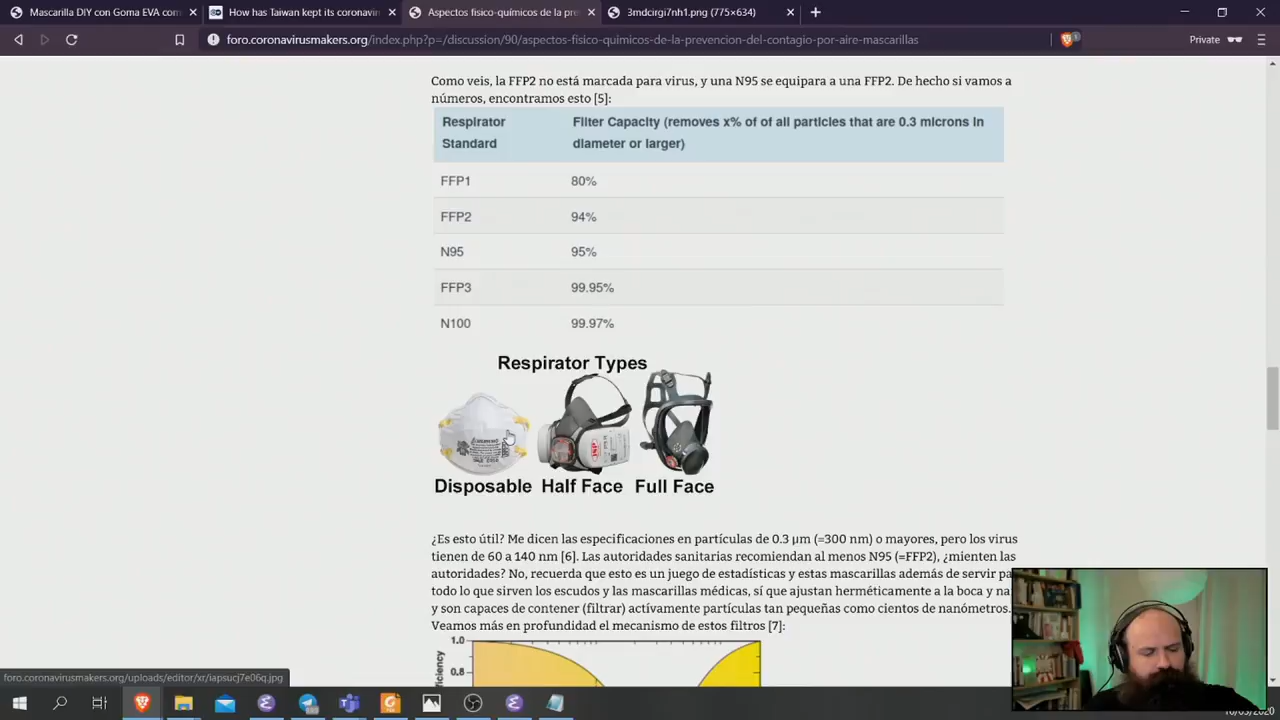 Mascarilla DIY con Goma EVA com
How has Taiwan kept its coronavir
Aspectos físico-químicos de la pre
3mdcirgi7nh1.png (775×634)
foro.coronavirusmakers.org/index.php?p=/discussion/90/aspectos-fisico-quimicos-de-la-prevencion-del-contagio-por-aire-mascarillas
1
Private
Como veis, la FFP2 no está marcada para virus, y una N95 se equipara a una FFP2. De hecho si vamos a
números, encontramos esto [5]:
Respirator Standard
Filter Capacity (removes x% of of all particles that are 0.3 microns in
diameter or larger)
FFP1 80%
FFP2 94%
N95 95%
FFP3 99.95%
N100 99.97%
Respirator Types
Disposable Half Face Full Face
¿Es esto útil? Me dicen las especificaciones en partículas de 0.3 μm (=300 nm) o mayores, pero los virus
tienen de 60 a 140 nm [6]. Las autoridades sanitarias recomiendan al menos N95 (=FFP2), ¿mienten las
autoridades? No, recuerda que esto es un juego de estadísticas y estas mascarillas además de servir pa
todo lo que sirven los escudos y las mascarillas médicas, sí que ajustan herméticamente a la boca y na
y son capaces de contener (filtrar) actívamente partículas tan pequeñas como cientos de nanómetros.
Veamos más en profundidad el mecanismo de estos filtros [7]:
1.0
0.8
iciency
foro.coronavirusmakers.org/uploads/editor/xr/iapsucj7e06q.jpg